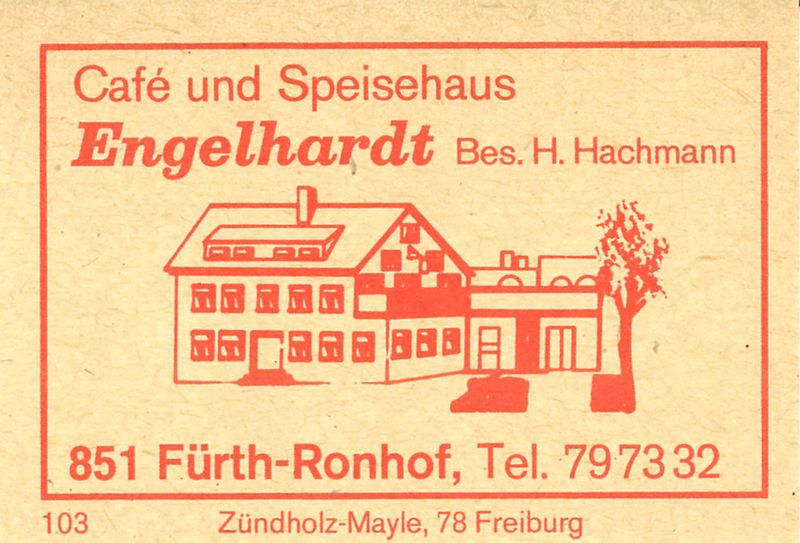 Café und Speisehaus
Engelhardt Bes. H. Hachmann
851 Fürth-Ronhof, Tel. 79 73 32
103 Zündholz-Mayle, 78 Freiburg